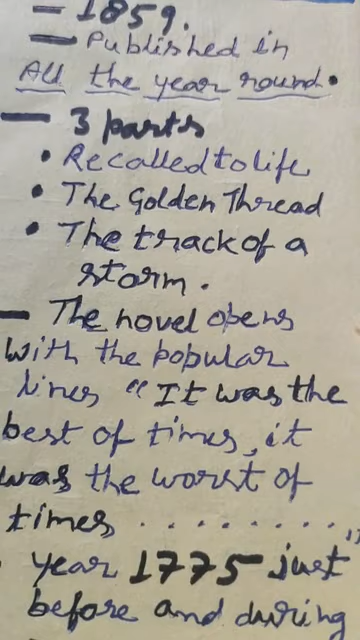 — 1859.
— Published in
All the year round.
— 3 parts
• Recalled to life
• The Golden Thread
• The track of a
storm.
— The novel opens
with the popular
lines "It was the
best of times, it
was the worst of
times ........."
year 1775 just
before and during